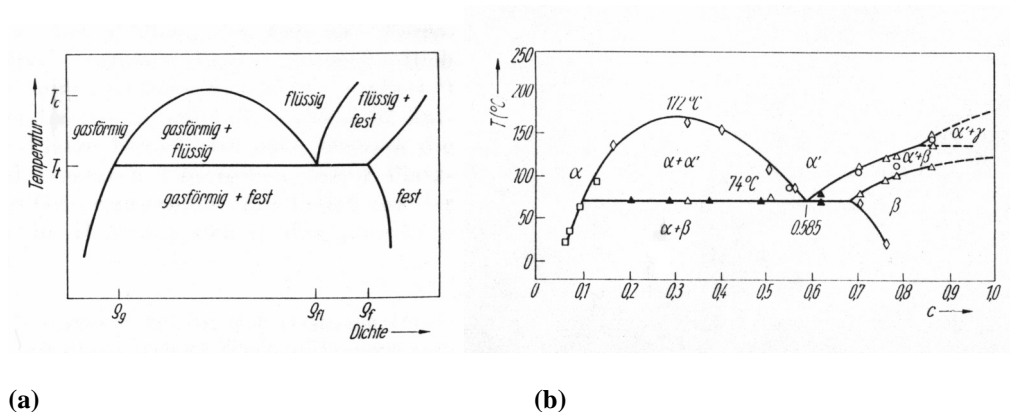 Temperatur
T_c
T_t
gasförmig
gasförmig +
flüssig
flüssig
flüssig +
fest
gasförmig + fest
fest
ϱ_g
ϱ_fl
ϱ_f
Dichte
(a)
T/°C
250
200
150
100
50
0
172 °C
α
α+α'
α'
α'+γ
α'+β
74 °C
β
α+β
0.585
0
0,1
0,2
0,3
0,4
0,5
0,6
0,7
0,8
0,9
1,0
c
(b)